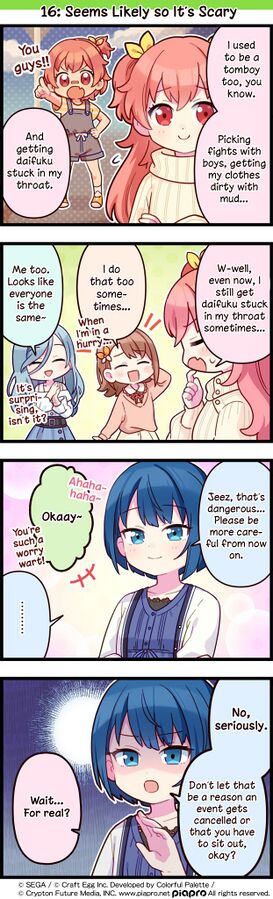 16: Seems Likely so It's Scary
I used to
be a
tomboy
too, you
know.
You
guys!!
Picking
fights with
boys, getting
my clothes
dirty with
mud...
And
getting
daifuku
stuck in my
throat.
W-well,
even now, I
still get
daifuku stuck
in my throat
sometimes...
I do
that too
some-
times...
When
I'm in a
hurry...
Me too.
Looks like
everyone
is the
same~
It's
surpri-
sing,
isn't it?
Jeez, that's
dangerous...
Please be
more care-
ful from now
on.
Ahaha-
haha~
Okaay~
You're
such a
worry
wart!
........
No,
seriously.
Don't let that
be a reason an
event gets
cancelled or
that you have
to sit out,
okay?
Wait...
For real?
© SEGA / © Craft Egg Inc. Developed by Colorful Palette /
© Crypton Future Media, INC. www.piapro.net piapro All rights reserved.